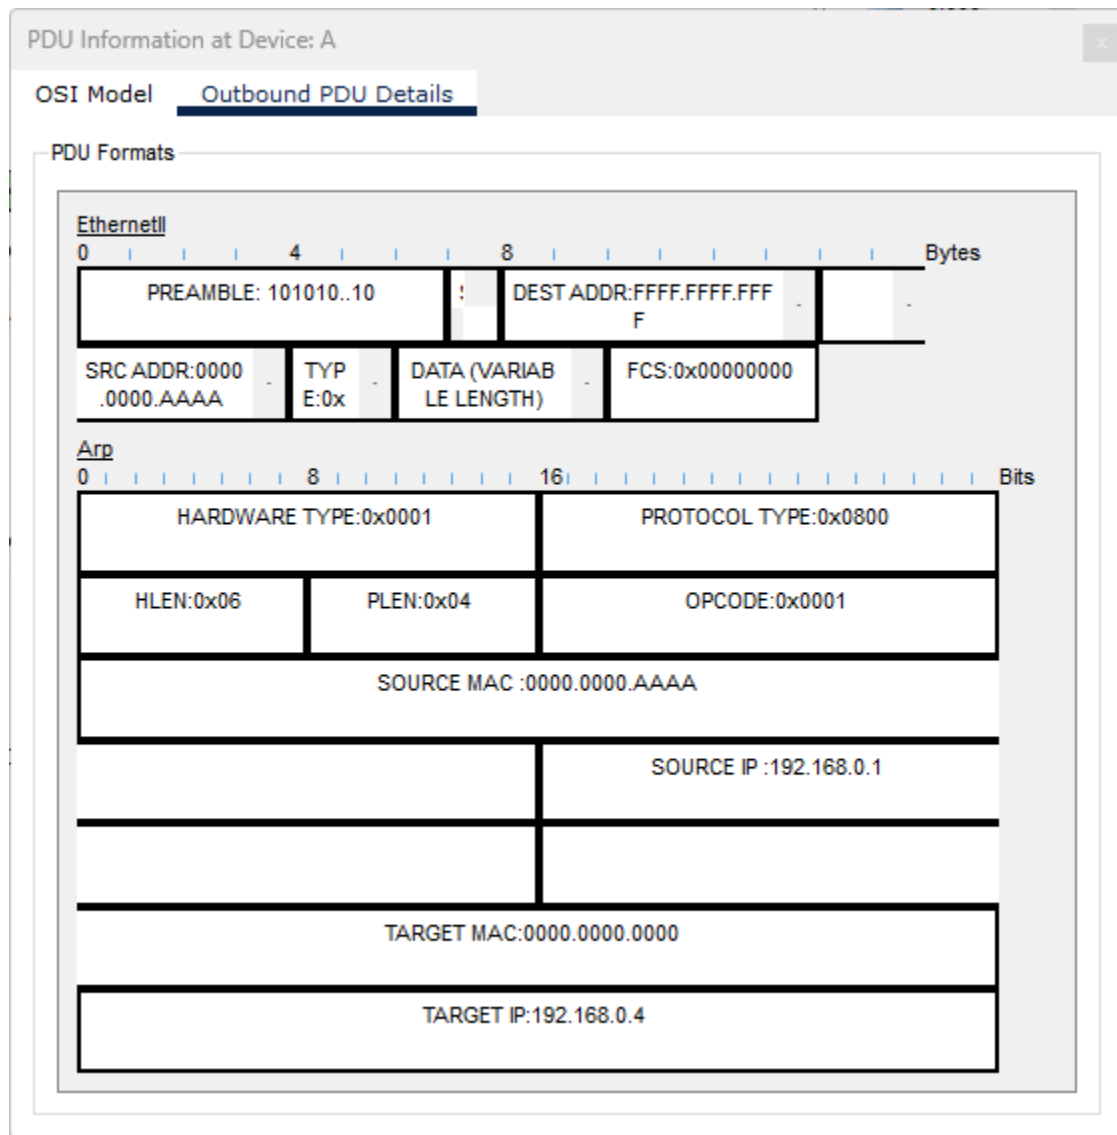 PDU Information at Device: A
x
OSI Model Outbound PDU Details
PDU Formats
EthernetII
0 4 8 Bytes
PREAMBLE: 101010..10 DEST ADDR:FFFF.FFFF.FFF
F
SRC ADDR:0000 TYP DATA (VARIAB FCS:0x00000000
.0000.AAAA E:0x LE LENGTH)
Arp
0 8 16 Bits
HARDWARE TYPE:0x0001 PROTOCOL TYPE:0x0800
HLEN:0x06 PLEN:0x04 OPCODE:0x0001
SOURCE MAC :0000.0000.AAAA
SOURCE IP :192.168.0.1
TARGET MAC:0000.0000.0000
TARGET IP:192.168.0.4